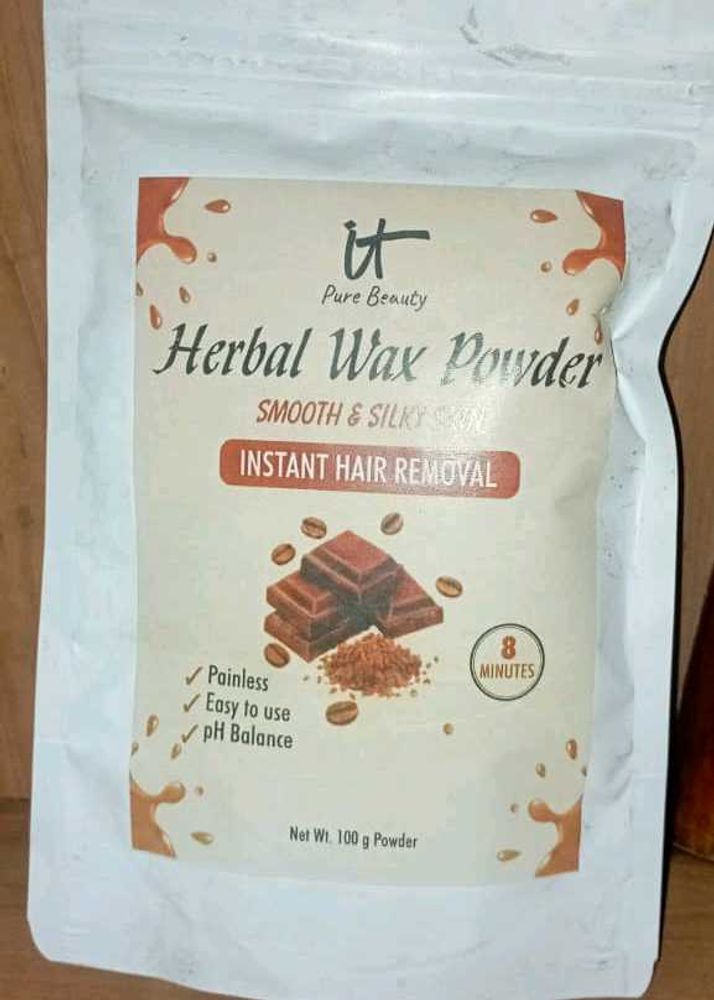 it
Pure Beauty
Herbal Wax Powder
SMOOTH & SILKY
INSTANT HAIR REMOVAL
8
MINUTES
✓ Painless
✓ Easy to use
✓ pH Balance
Net Wt. 100 g Powder